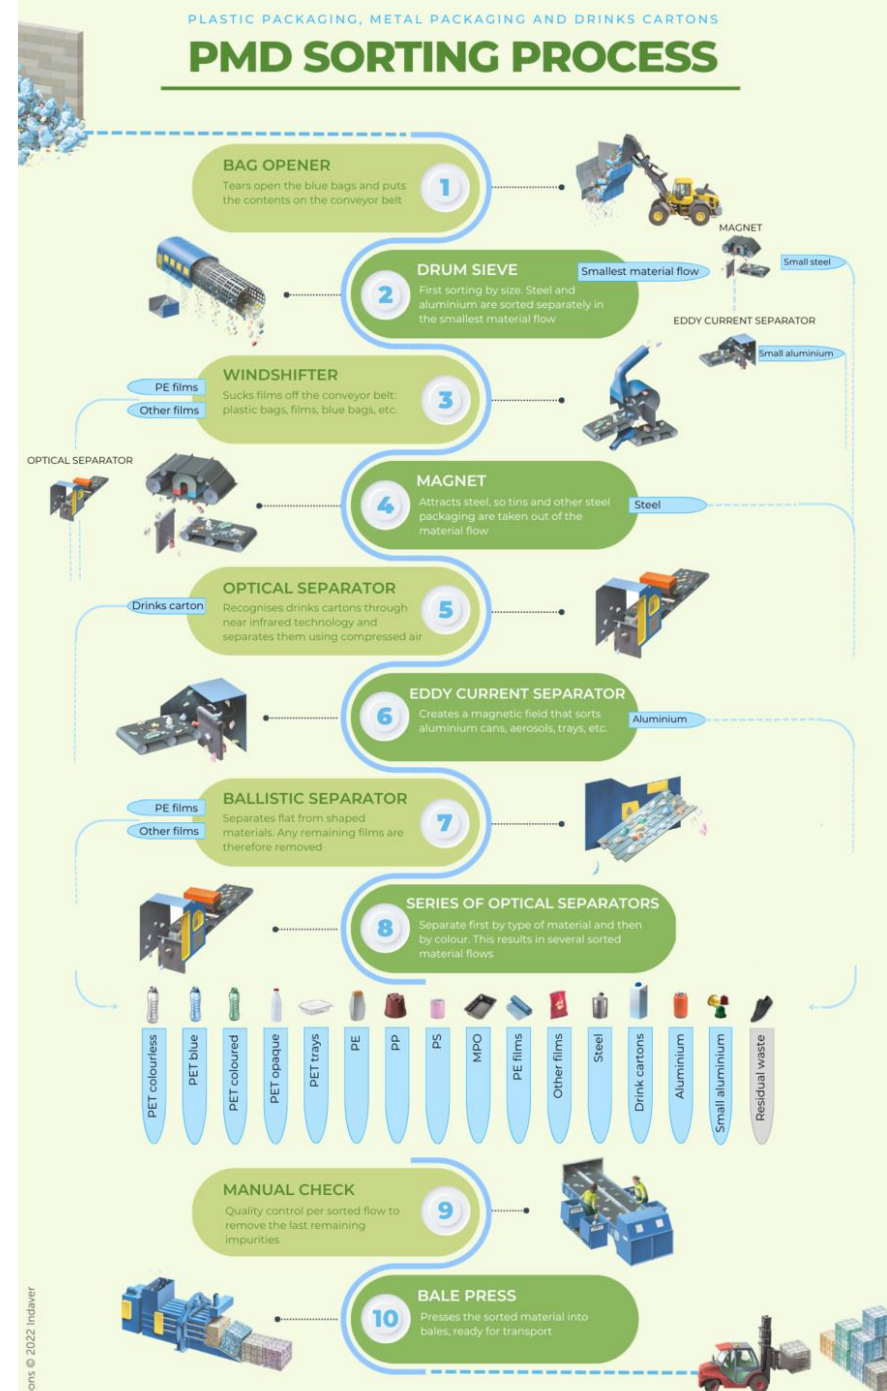 PLASTIC PACKAGING, METAL PACKAGING AND DRINKS CARTONS
PMD SORTING PROCESS
BAG OPENER
Tears open the blue bags and puts
the contents on the conveyor belt
1
MAGNET
Small steel
DRUM SIEVE
Smallest material flow
2
First sorting by size. Steel and
aluminium are sorted separately in
the smallest material flow
EDDY CURRENT SEPARATOR
Small aluminium
WINDSHIFTER
PE films
Other films
Sucks films off the conveyor belt:
plastic bags, films, blue bags, etc.
3
OPTICAL SEPARATOR
MAGNET
4
Attracts steel, so tins and other steel
packaging are taken out of the
material flow
Steel
OPTICAL SEPARATOR
Drinks carton
Recognises drinks cartons through
near infrared technology and
separates them using compressed air
5
EDDY CURRENT SEPARATOR
6
Creates a magnetic field that sorts
aluminium cans, aerosols, trays, etc.
Aluminium
BALLISTIC SEPARATOR
PE films
Other films
Separates flat from shaped
materials. Any remaining films are
therefore removed
7
SERIES OF OPTICAL SEPARATORS
8
Separate first by type of material and then
by colour. This results in several sorted
material flows
PET colourless
PET blue
PET coloured
PET opaque
PET trays
PE
PP
PS
MPO
PE films
Other films
Steel
Drink cartons
Aluminium
Small aluminium
Residual waste
MANUAL CHECK
Quality control per sorted flow to
remove the last remaining
impurities
9
BALE PRESS
10
Presses the sorted material into
bales, ready for transport
ons © 2022 Indaver